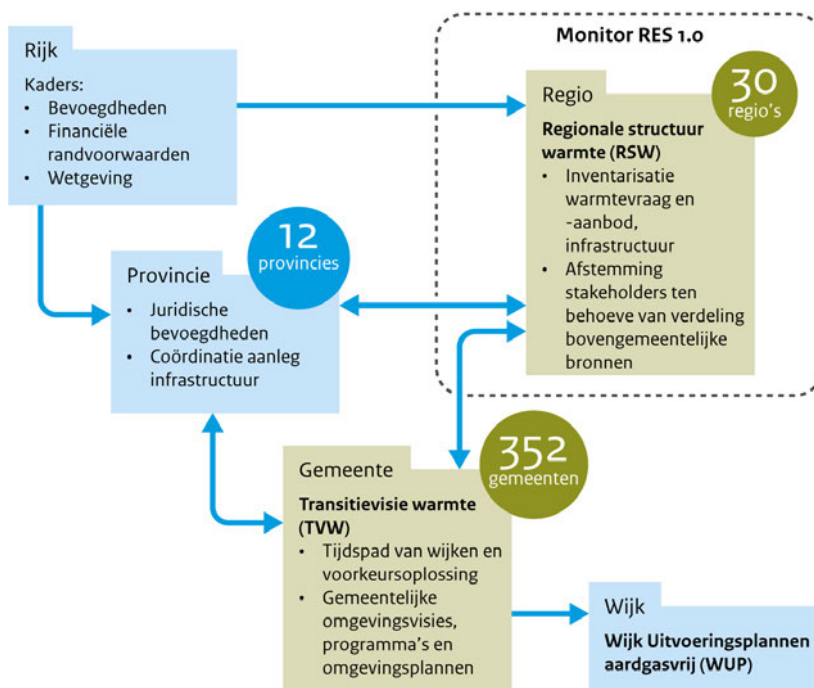 Monitor RES 1.0
Rijk
Kaders:
• Bevoegdheden
• Financiële
randvoorwaarden
• Wetgeving
30
regio's
Regio
Regionale structuur
warmte (RSW)
• Inventarisatie
warmtevraag en
-aanbod,
infrastructuur
• Afstemming
stakeholders ten
behoeve van verdeling
bovengemeentelijke
bronnen
12
provincies
Provincie
• Juridische
bevoegdheden
• Coördinatie aanleg
infrastructuur
352
gemeenten
Gemeente
Transitievisie warmte
(TVW)
• Tijdspad van wijken en
voorkeursoplossing
• Gemeentelijke
omgevingsvisies,
programma's en
omgevingsplannen
Wijk
Wijk Uitvoeringsplannen
aardgasvrij (WUP)